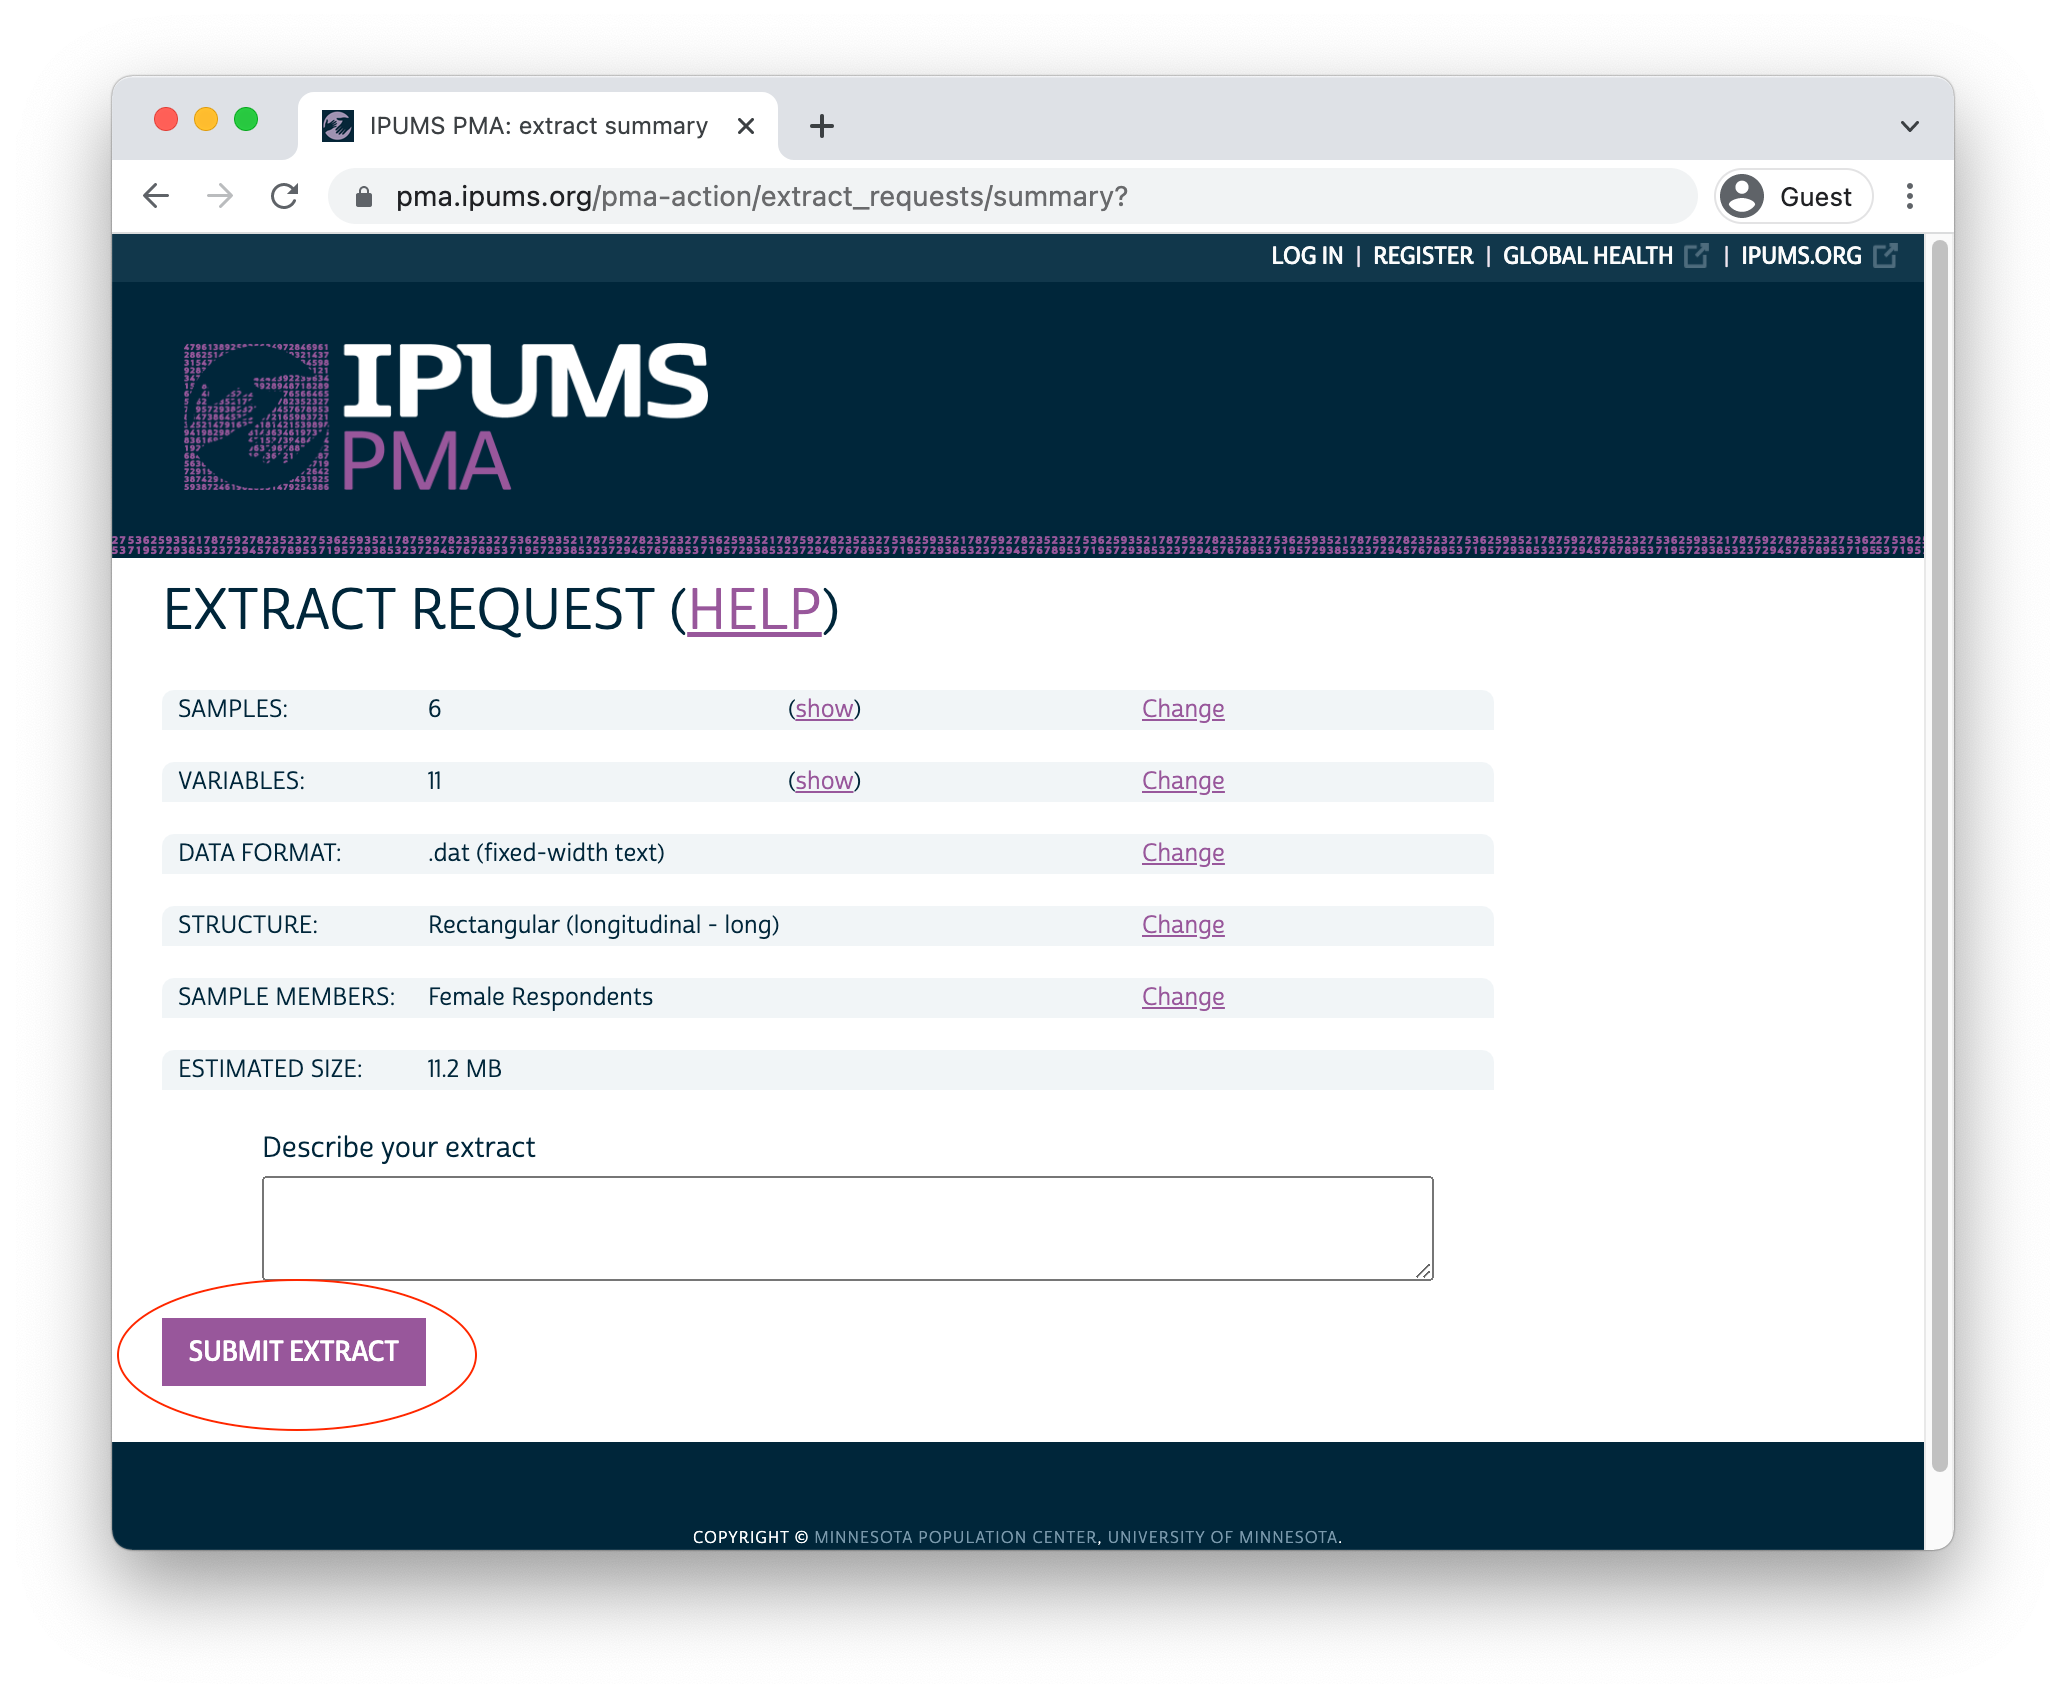 IPUMS PMA: extract summary
pma.ipums.org/pma-action/extract_requests/summary?
Guest
LOG IN | REGISTER | GLOBAL HEALTH | IPUMS.ORG
IPUMS
PMA
EXTRACT REQUEST (HELP)
SAMPLES: 6 (show) Change
VARIABLES: 11 (show) Change
DATA FORMAT: .dat (fixed-width text) Change
STRUCTURE: Rectangular (longitudinal - long) Change
SAMPLE MEMBERS: Female Respondents Change
ESTIMATED SIZE: 11.2 MB
Describe your extract
SUBMIT EXTRACT
COPYRIGHT © MINNESOTA POPULATION CENTER, UNIVERSITY OF MINNESOTA.